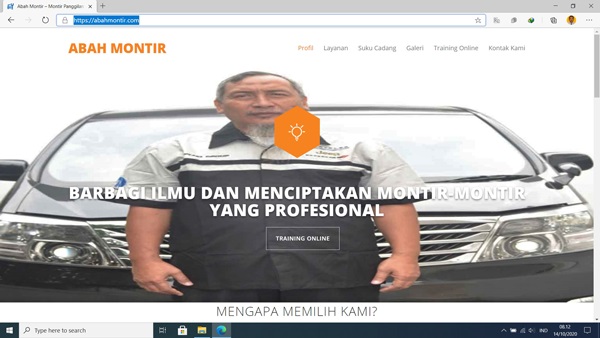 Abah Montir – Montir Panggilan
https://abahmontir.com
ABAH MONTIR
Profil Layanan Suku Cadang Galeri Training Online Kontak Kami
BARBAGI ILMU DAN MENCIPTAKAN MONTIR-MONTIR
YANG PROFESIONAL
TRAINING ONLINE
MENGAPA MEMILIH KAMI?
Type here to search
IND
08.12
14/10/2020